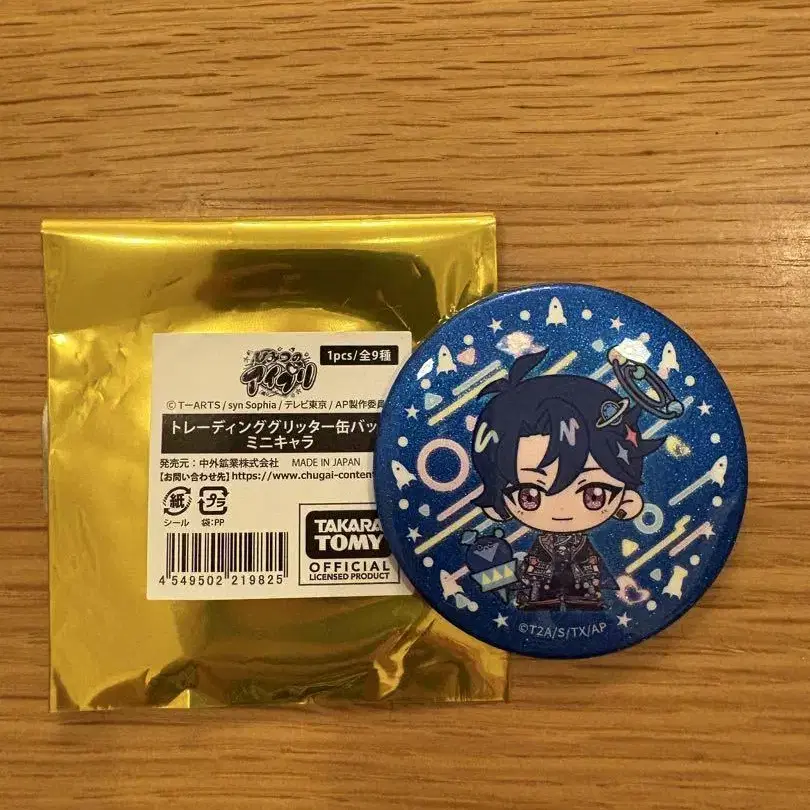 ひみつの
アイプリ
1pcs/全9種
© T-ARTS / syn Sophia / テレビ東京 / AP製作委員
トレーディンググリッター缶バッ
ミニキャラ
発売元：中外鉱業株式会社 MADE IN JAPAN
【お問い合わせ先】https://www.chugai-conten
紙 プラ
シール 袋:PP
4 549502 219825
TAKARA
TOMY
OFFICIAL
LICENSED PRODUCT
S N
©T2A/S/TX/AP